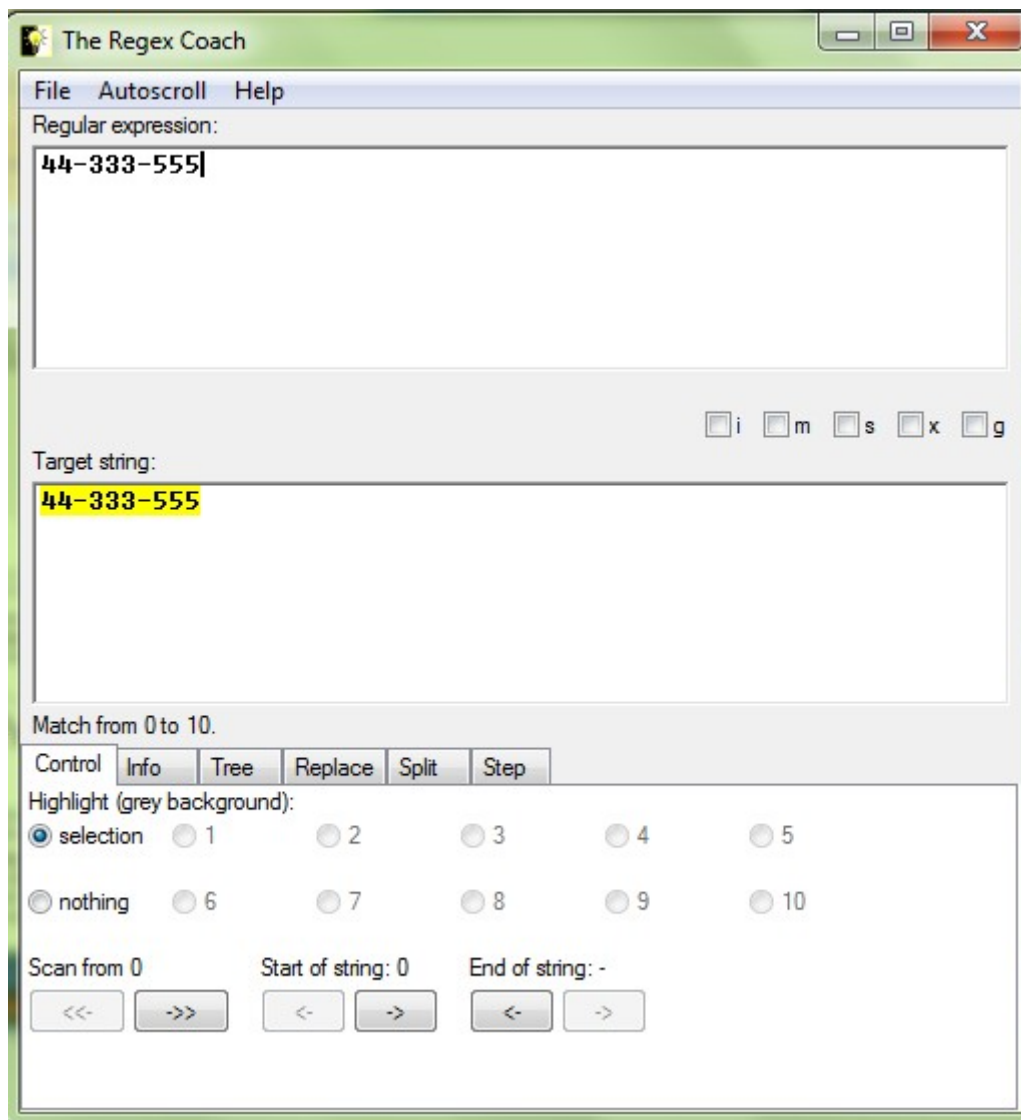 The Regex Coach
File Autoscroll Help
Regular expression:
44-333-555
i m s x g
Target string:
44-333-555
Match from 0 to 10.
Control Info Tree Replace Split Step
Highlight (grey background):
selection 1 2 3 4 5
nothing 6 7 8 9 10
Scan from 0 Start of string: 0 End of string: -
<<- ->> <- -> <- ->